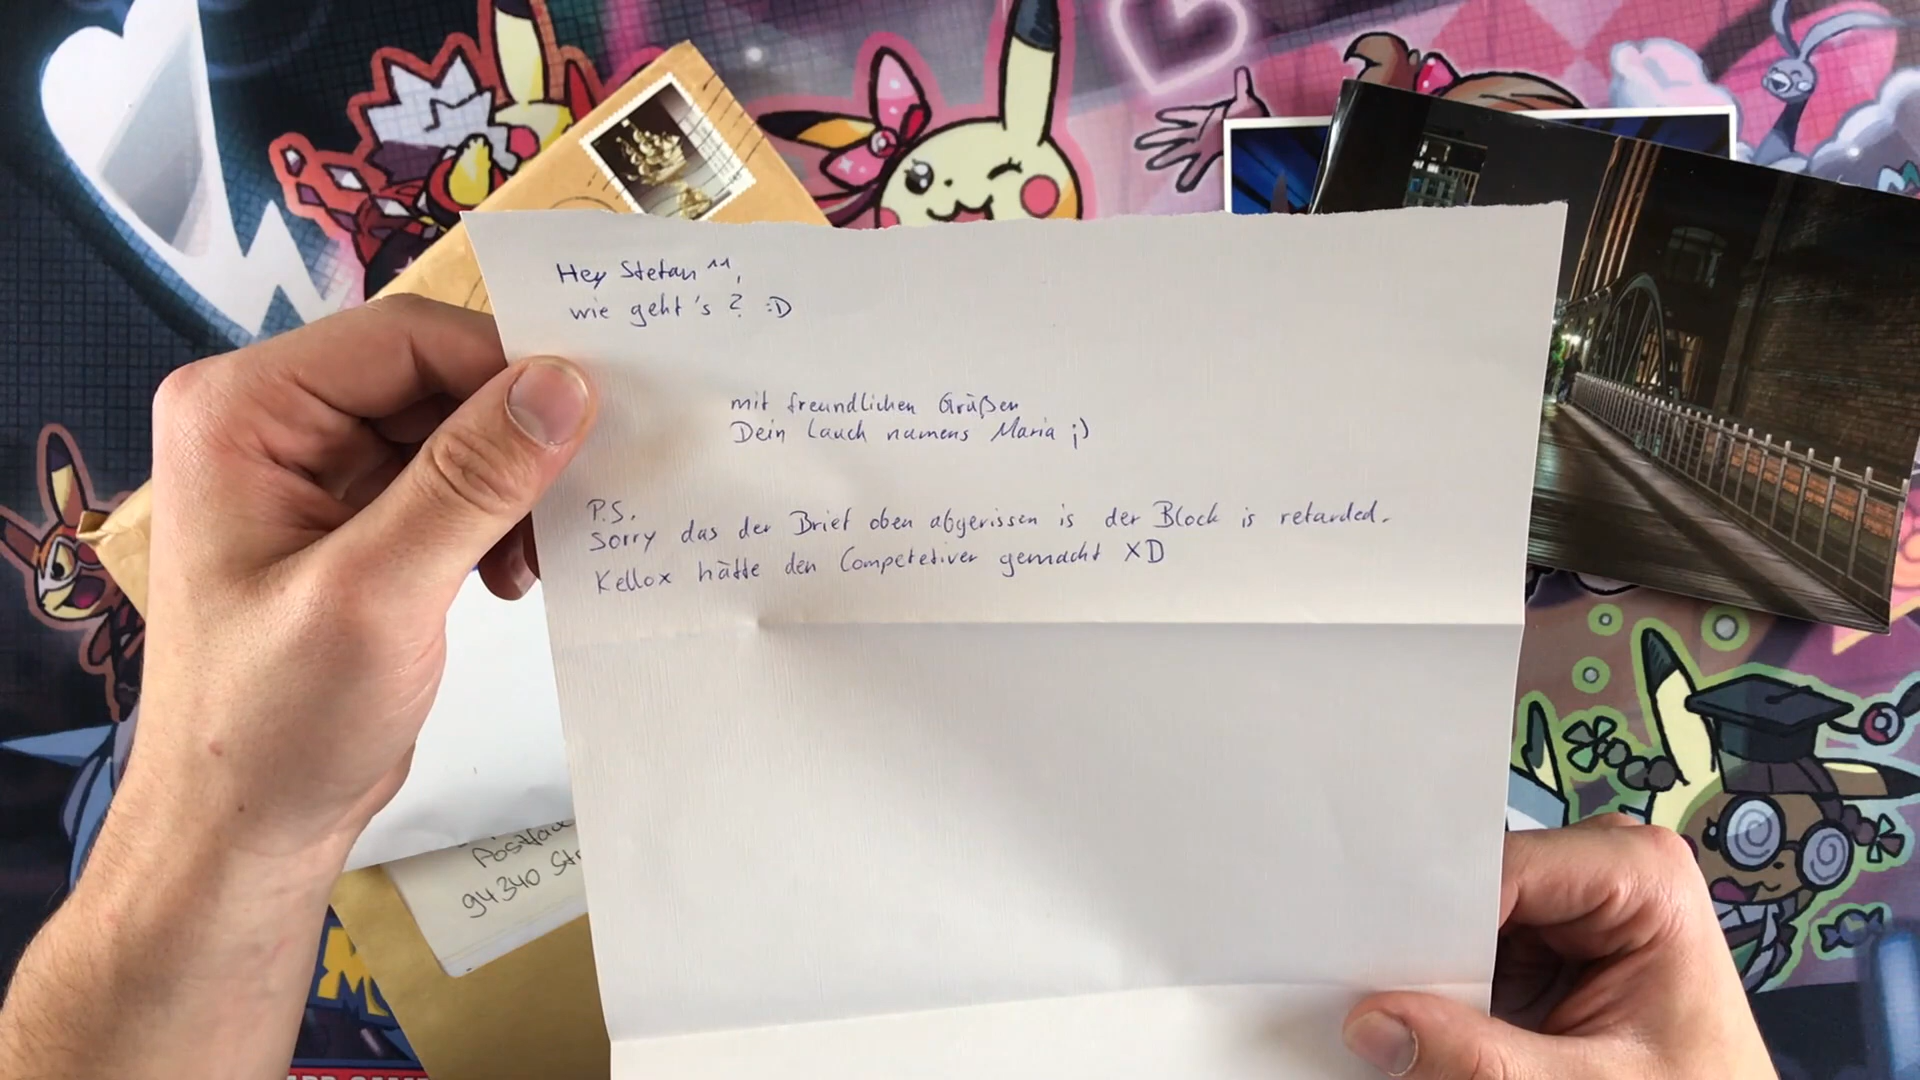 Hey Stefan ^^,
wie geht's? :D
mit freundlichen Grüßen
Dein Lauch namens Maria ;)
P.S.
Sorry das der Brief oben abgerissen is der Block is retarded.
Kellox hätte den Competetiver gemacht XD
94340